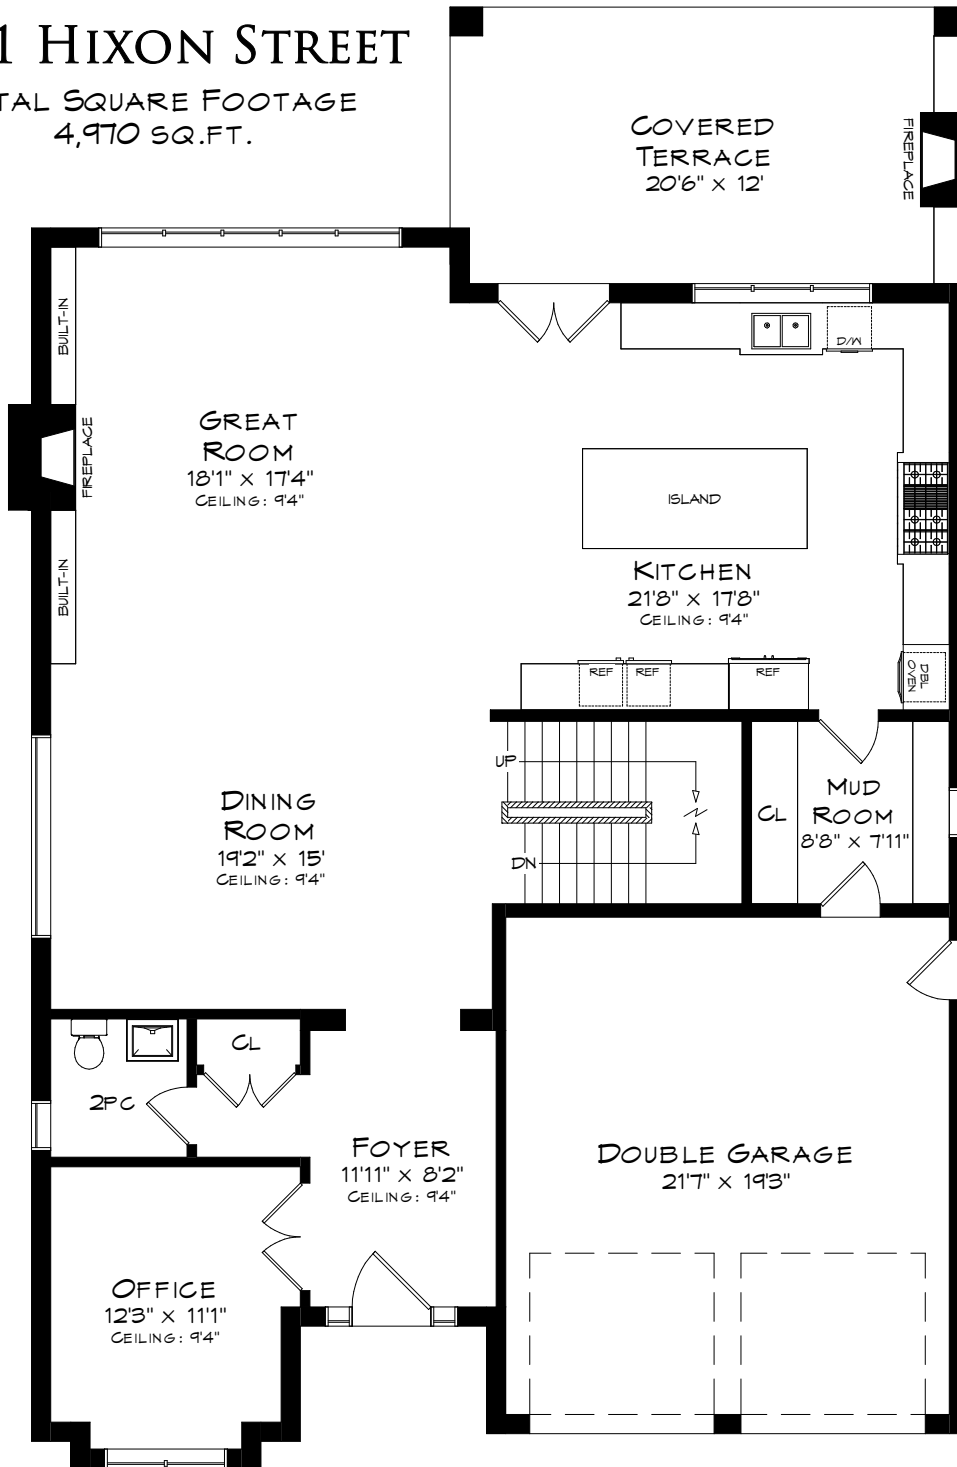 1 HIXON STREET
TAL SQUARE FOOTAGE
4,970 SQ.FT.
COVERED
TERRACE
20'6" X 12'
FIREPLACE
BUILT-IN
D/W
GREAT
ROOM
18'1" X 17'4"
CEILING: 9'4"
FIREPLACE
ISLAND
KITCHEN
21'8" X 17'8"
CEILING: 9'4"
BUILT-IN
REF
REF
REF
DBL
OVEN
UP
DN
DINING
ROOM
19'2" X 15'
CEILING: 9'4"
CL
MUD
ROOM
8'8" X 7'11"
CL
2PC
FOYER
11'11" X 8'2"
CEILING: 9'4"
DOUBLE GARAGE
21'7" X 19'3"
OFFICE
12'3" X 11'1"
CEILING: 9'4"